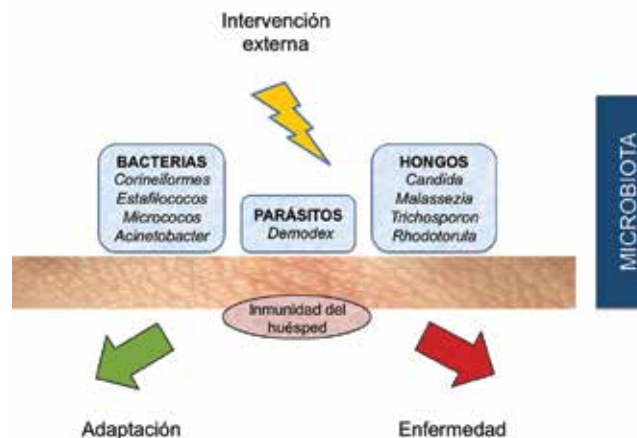 Intervención
externa
BACTERIAS
Corineiformes
Estafilococos
Micrococos
Acinetobacter
PARÁSITOS
Demodex
HONGOS
Candida
Malassezia
Trichosporon
Rhodotorula
MICROBIOTA
Inmunidad del
huésped
Adaptación
Enfermedad